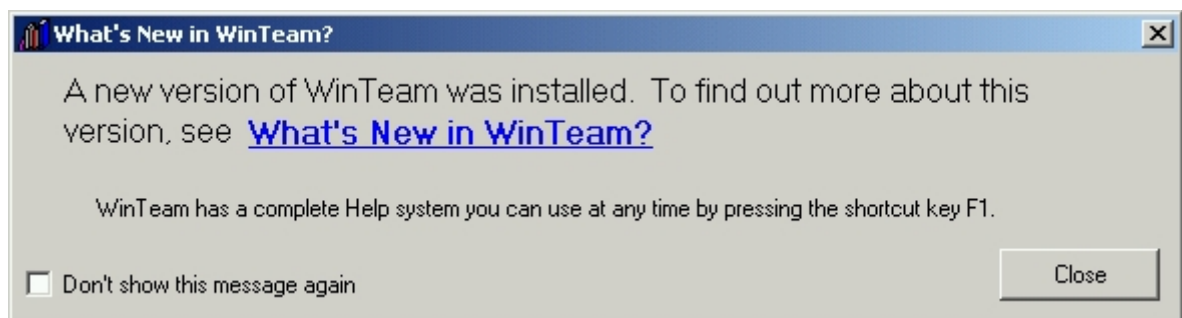 What's New in WinTeam?
A new version of WinTeam was installed.  To find out more about this
version, see  What's New in WinTeam?
WinTeam has a complete Help system you can use at any time by pressing the shortcut key F1.
Don't show this message again
Close